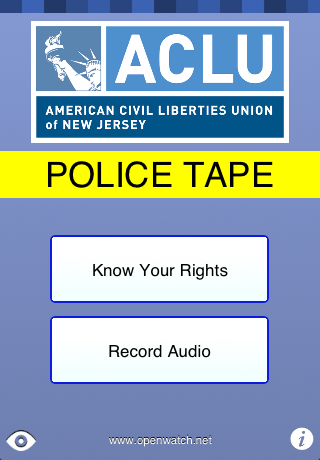 ACLU
AMERICAN CIVIL LIBERTIES UNION
of NEW JERSEY
POLICE TAPE
Know Your Rights
Record Audio
www.openwatch.net
i